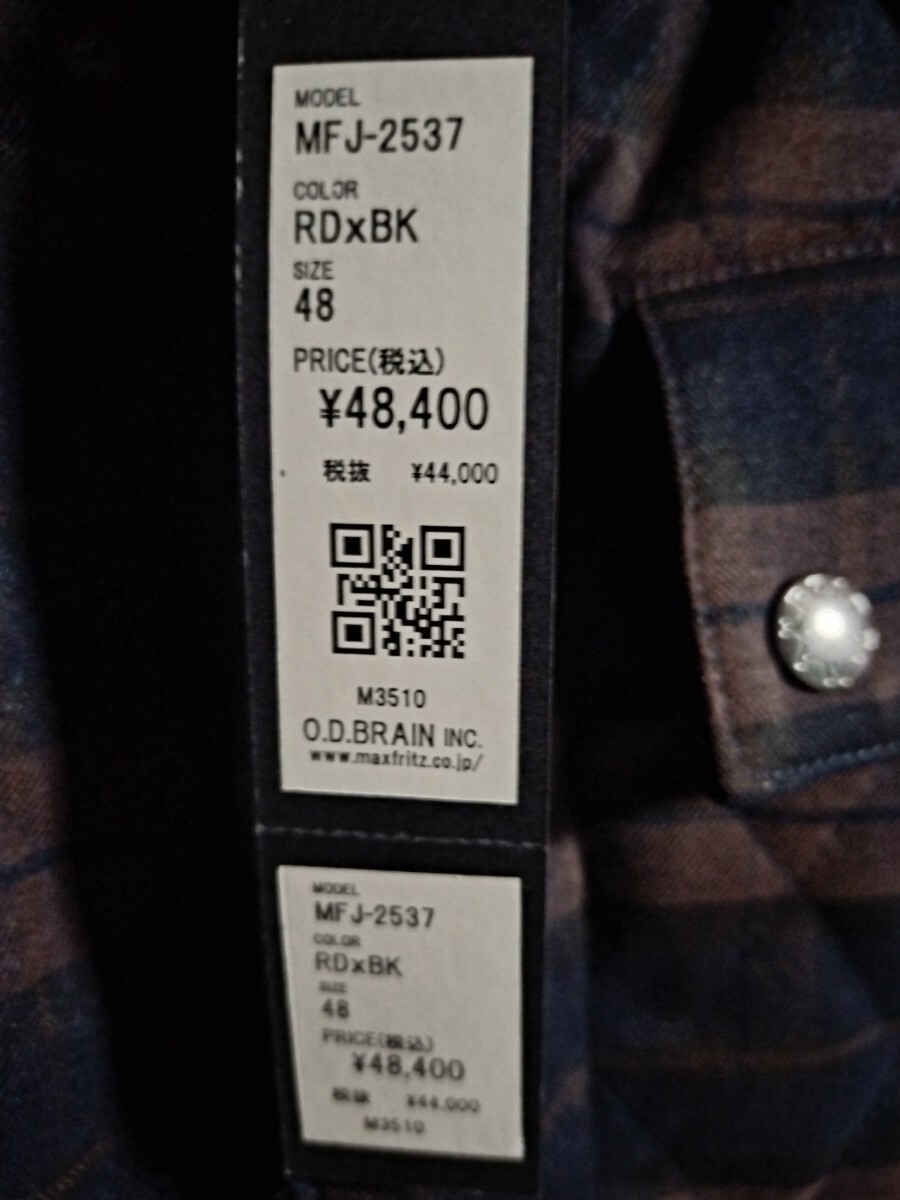 MODEL
MFJ-2537
COLOR
RDxBK
SIZE
48
PRICE(税込)
¥48,400
税抜 ¥44,000
M3510
O.D.BRAIN INC.
www.maxfritz.co.jp/
MODEL
MFJ-2537
COLOR
RDxBK
SIZE
48
PRICE(税込)
¥48,400
税抜 ¥44,000
M3510